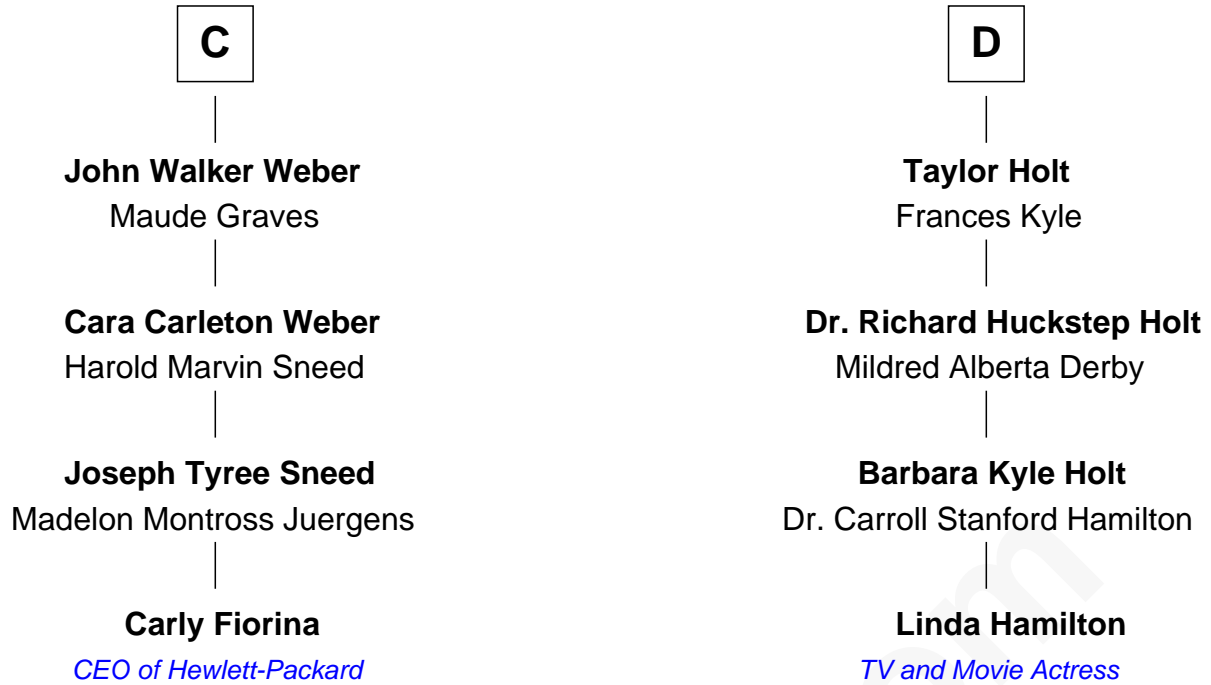 C
John Walker Weber
Maude Graves
Cara Carleton Weber
Harold Marvin Sneed
Joseph Tyree Sneed
Madelon Montross Juergens
Carly Fiorina
CEO of Hewlett-Packard
D
Taylor Holt
Frances Kyle
Dr. Richard Huckstep Holt
Mildred Alberta Derby
Barbara Kyle Holt
Dr. Carroll Stanford Hamilton
Linda Hamilton
TV and Movie Actress